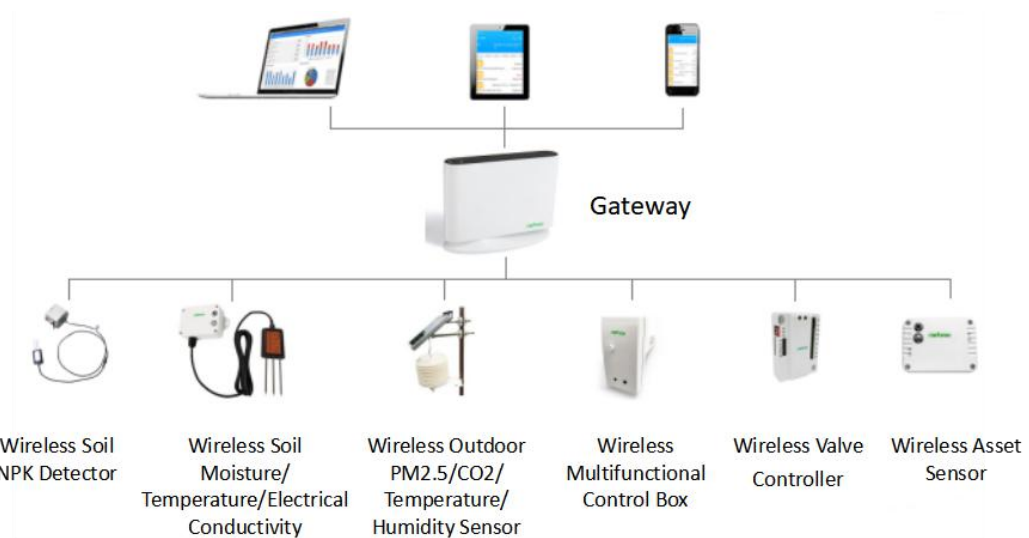 Gateway
Wireless Soil
NPK Detector
Wireless Soil
Moisture/
Temperature/Electrical
Conductivity
Wireless Outdoor
PM2.5/CO2/
Temperature/
Humidity Sensor
Wireless
Multifunctional
Control Box
Wireless Valve
Controller
Wireless Asset
Sensor